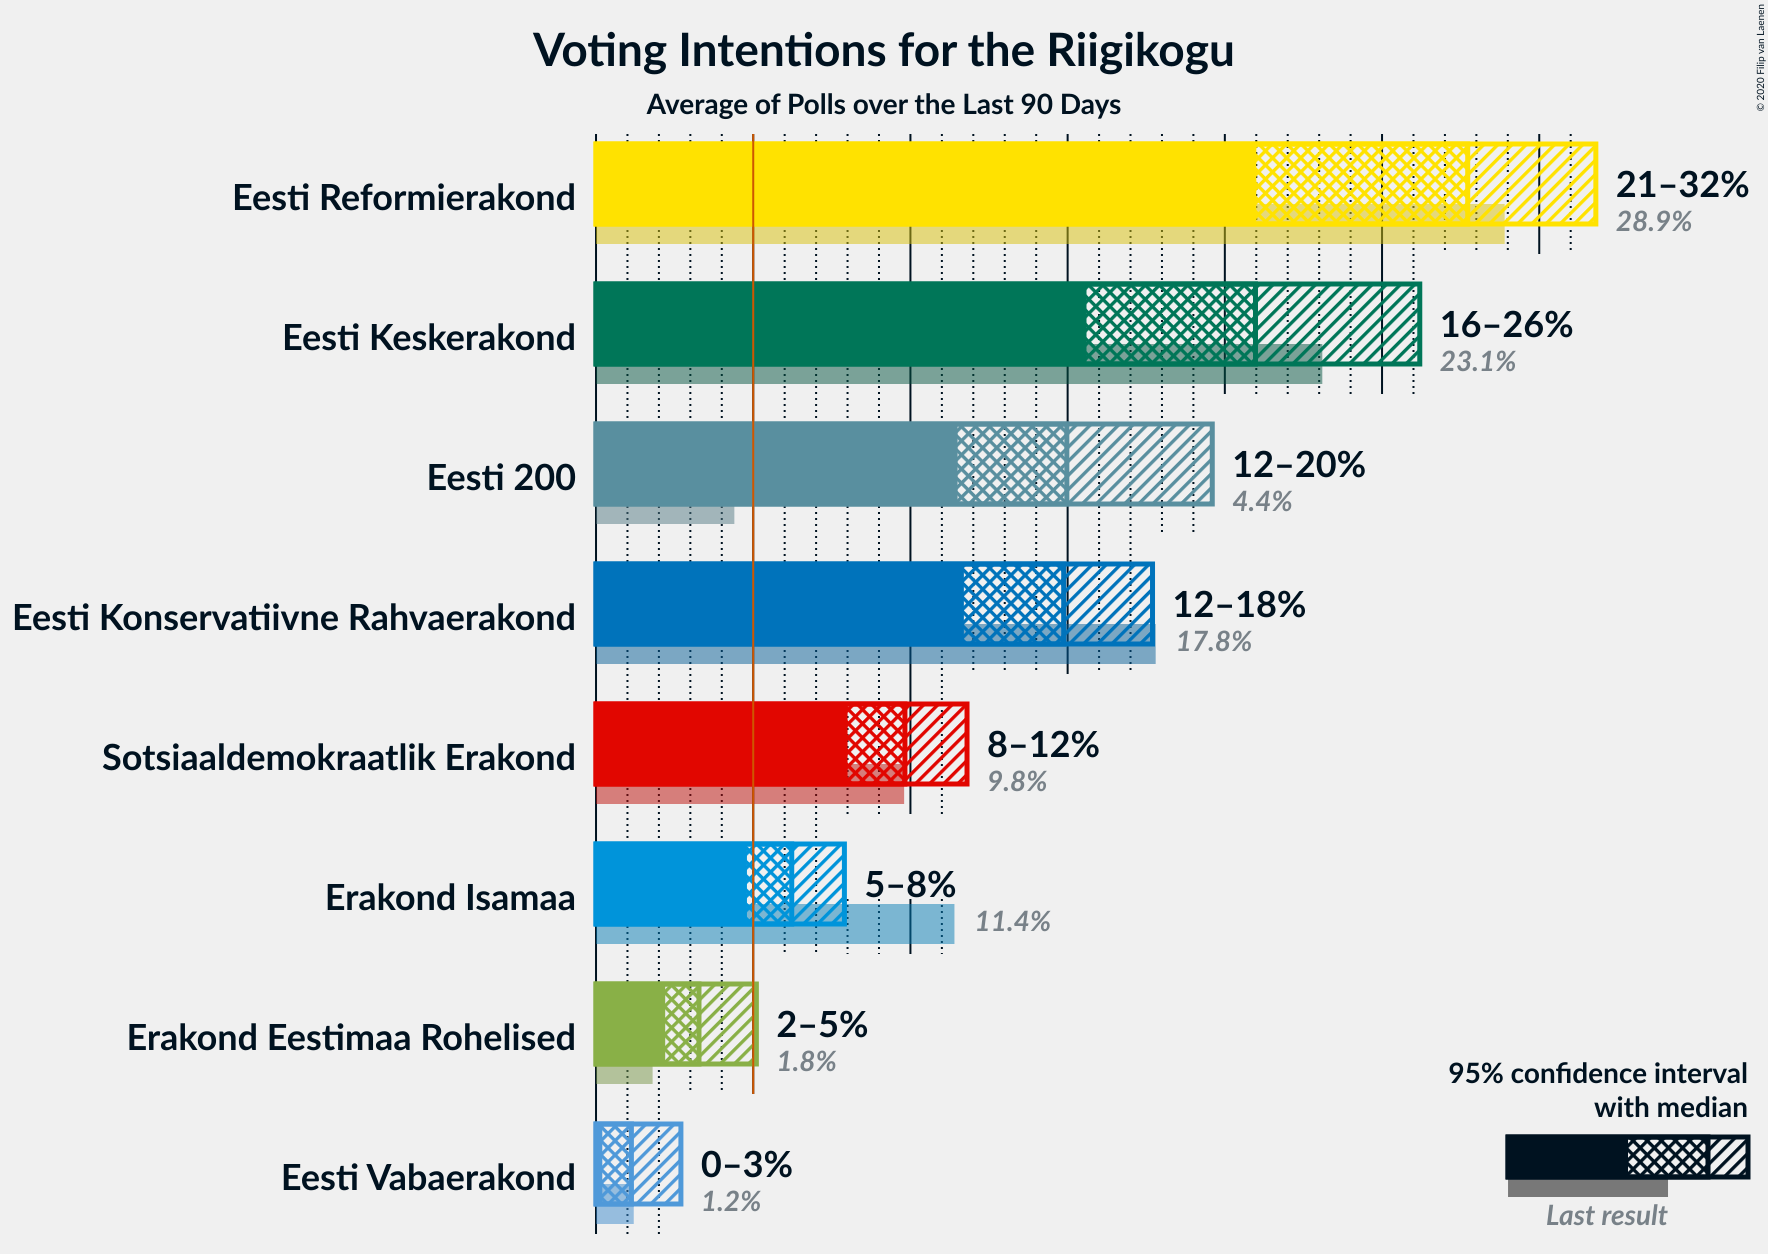 Voting Intentions for the Riigikogu
Average of Polls over the Last 90 Days
© 2020 Filip van Laenen
Eesti Reformierakond
21–32%
28.9%
Eesti Keskerakond
16–26%
23.1%
Eesti 200
12–20%
4.4%
Eesti Konservatiivne Rahvaerakond
12–18%
17.8%
Sotsiaaldemokraatlik Erakond
8–12%
9.8%
Erakond Isamaa
5–8%
11.4%
Erakond Eestimaa Rohelised
2–5%
1.8%
Eesti Vabaerakond
0–3%
1.2%
95% confidence interval
with median
Last result